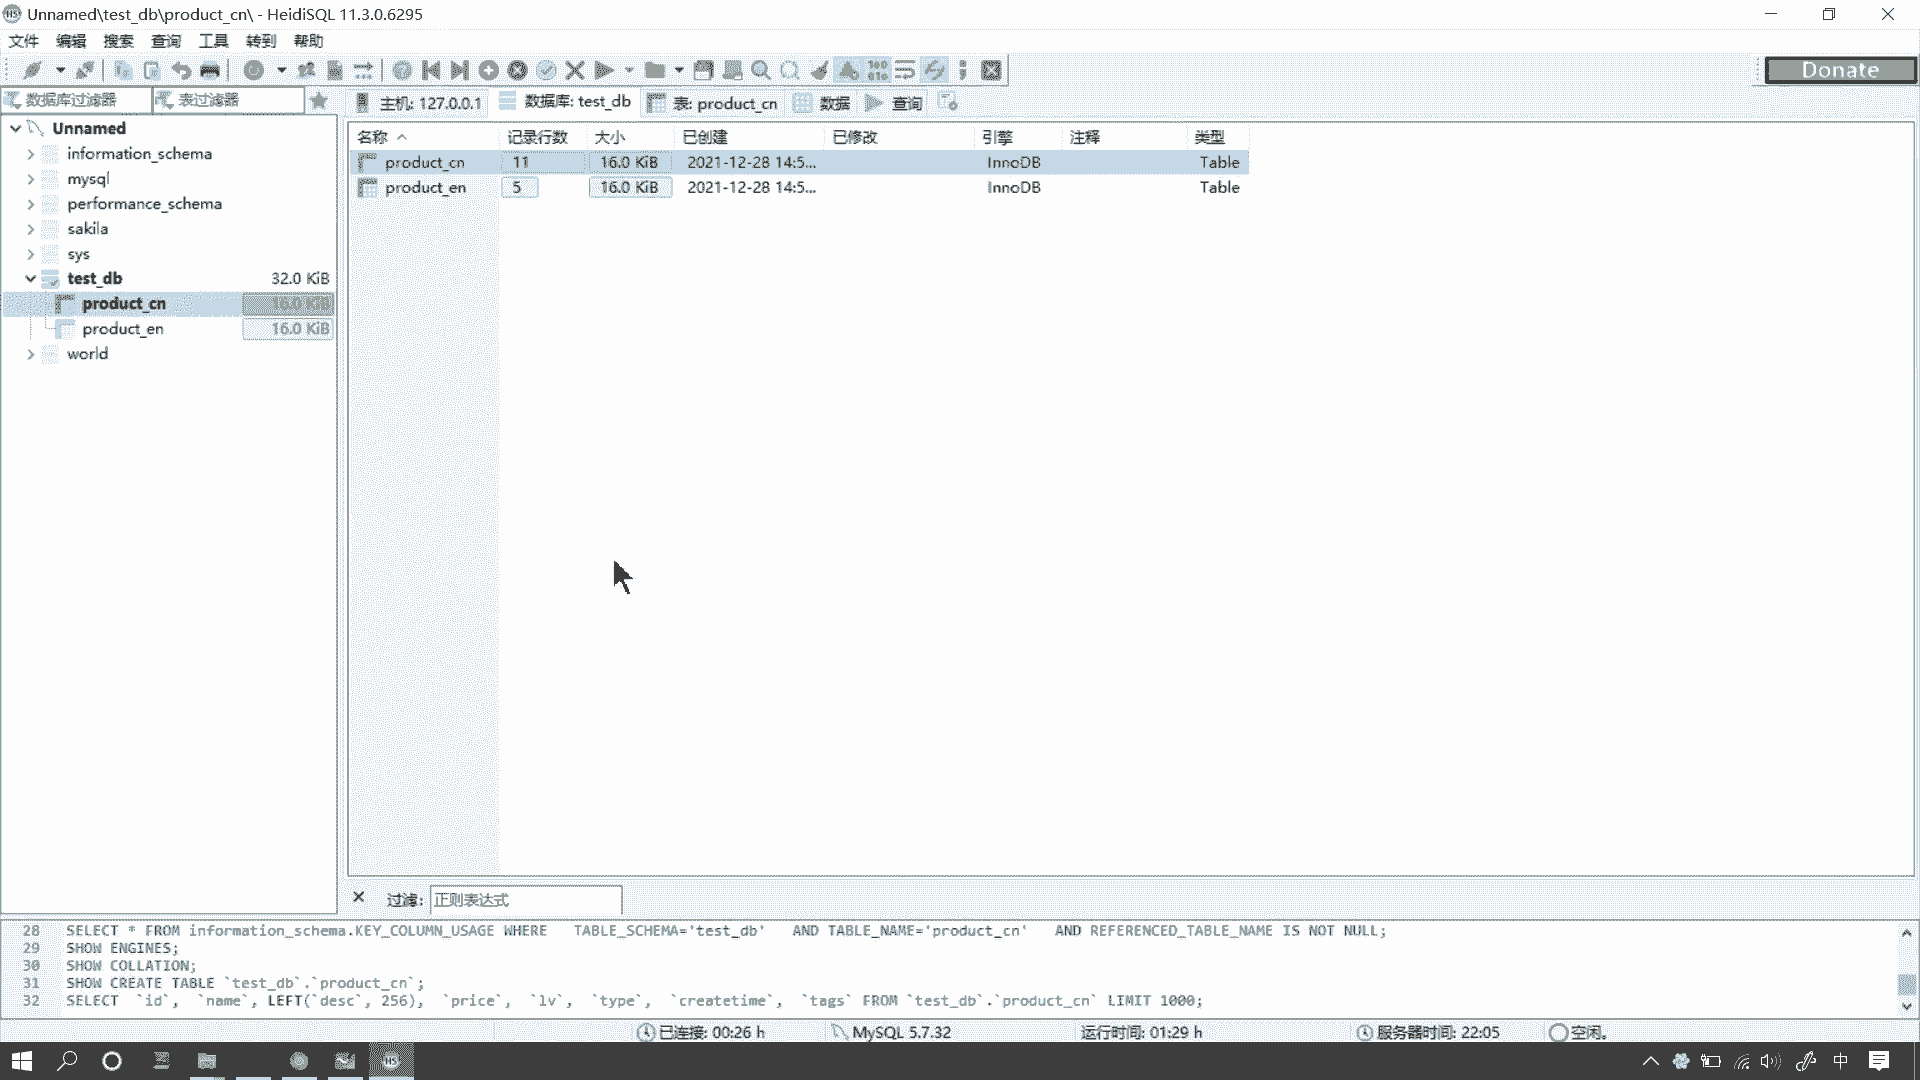 Unnamed\test_db\product_cn\ - HeidiSQL 11.3.0.6295
文件 编辑 搜索 查询 工具 转到 帮助
Donate
数据库过滤器 表过滤器
主机: 127.0.0.1 数据库: test_db 表: product_cn 数据 查询
Unnamed
information_schema
mysql
performance_schema
sakila
sys
test_db 32.0 KiB
product_cn 16.0 KiB
product_en 16.0 KiB
world
名称 记录行数 大小 已创建 已修改 引擎 注释 类型
product_cn 11 16.0 KiB 2021-12-28 14:5... InnoDB Table
product_en 5 16.0 KiB 2021-12-28 14:5... InnoDB Table
过滤: 正则表达式
28 SELECT * FROM information_schema.KEY_COLUMN_USAGE WHERE TABLE_SCHEMA='test_db' AND TABLE_NAME='product_cn' AND REFERENCED_TABLE_NAME IS NOT NULL;
29 SHOW ENGINES;
30 SHOW COLLATION;
31 SHOW CREATE TABLE `test_db`.`product_cn`;
32 SELECT `id`, `name`, LEFT(`desc`, 256), `price`, `lv`, `type`, `createtime`, `tags` FROM `test_db`.`product_cn` LIMIT 1000;
已连接: 00:26 h MySQL 5.7.32 运行时间: 01:29 h 服务器时间: 22:05 空闲。
HS 中